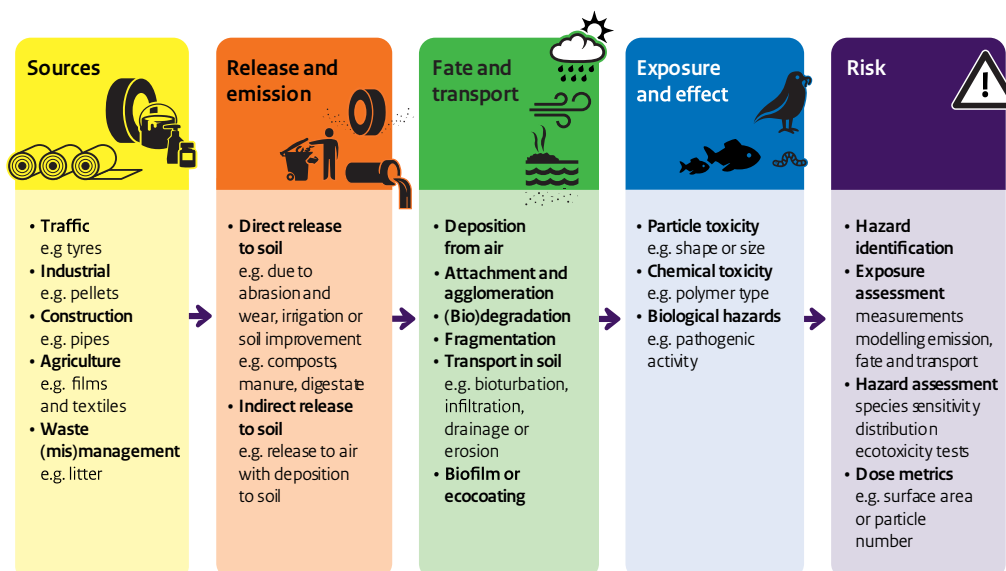 Sources
• Traffic
e.g tyres
• Industrial
e.g. pellets
• Construction
e.g. pipes
• Agriculture
e.g. films
and textiles
• Waste
(mis)management
e.g. litter
Release and
emission
• Direct release
to soil
e.g. due to
abrasion and
wear, irrigation or
soil improvement
e.g. composts,
manure, digestate
• Indirect release
to soil
e.g. release to air
with deposition
to soil
Fate and
transport
• Deposition
from air
• Attachment and
agglomeration
• (Bio)degradation
• Fragmentation
• Transport in soil
e.g. bioturbation,
infiltration,
drainage or
erosion
• Biofilm or
ecocoating
Exposure
and effect
• Particle toxicity
e.g. shape or size
• Chemical toxicity
e.g. polymer type
• Biological hazards
e.g. pathogenic
activity
Risk
!
• Hazard
identification
• Exposure
assessment
measurements
modelling emission,
fate and transport
• Hazard assessment
species sensitivity
distribution
ecotoxicity tests
• Dose metrics
e.g. surface area
or particle
number